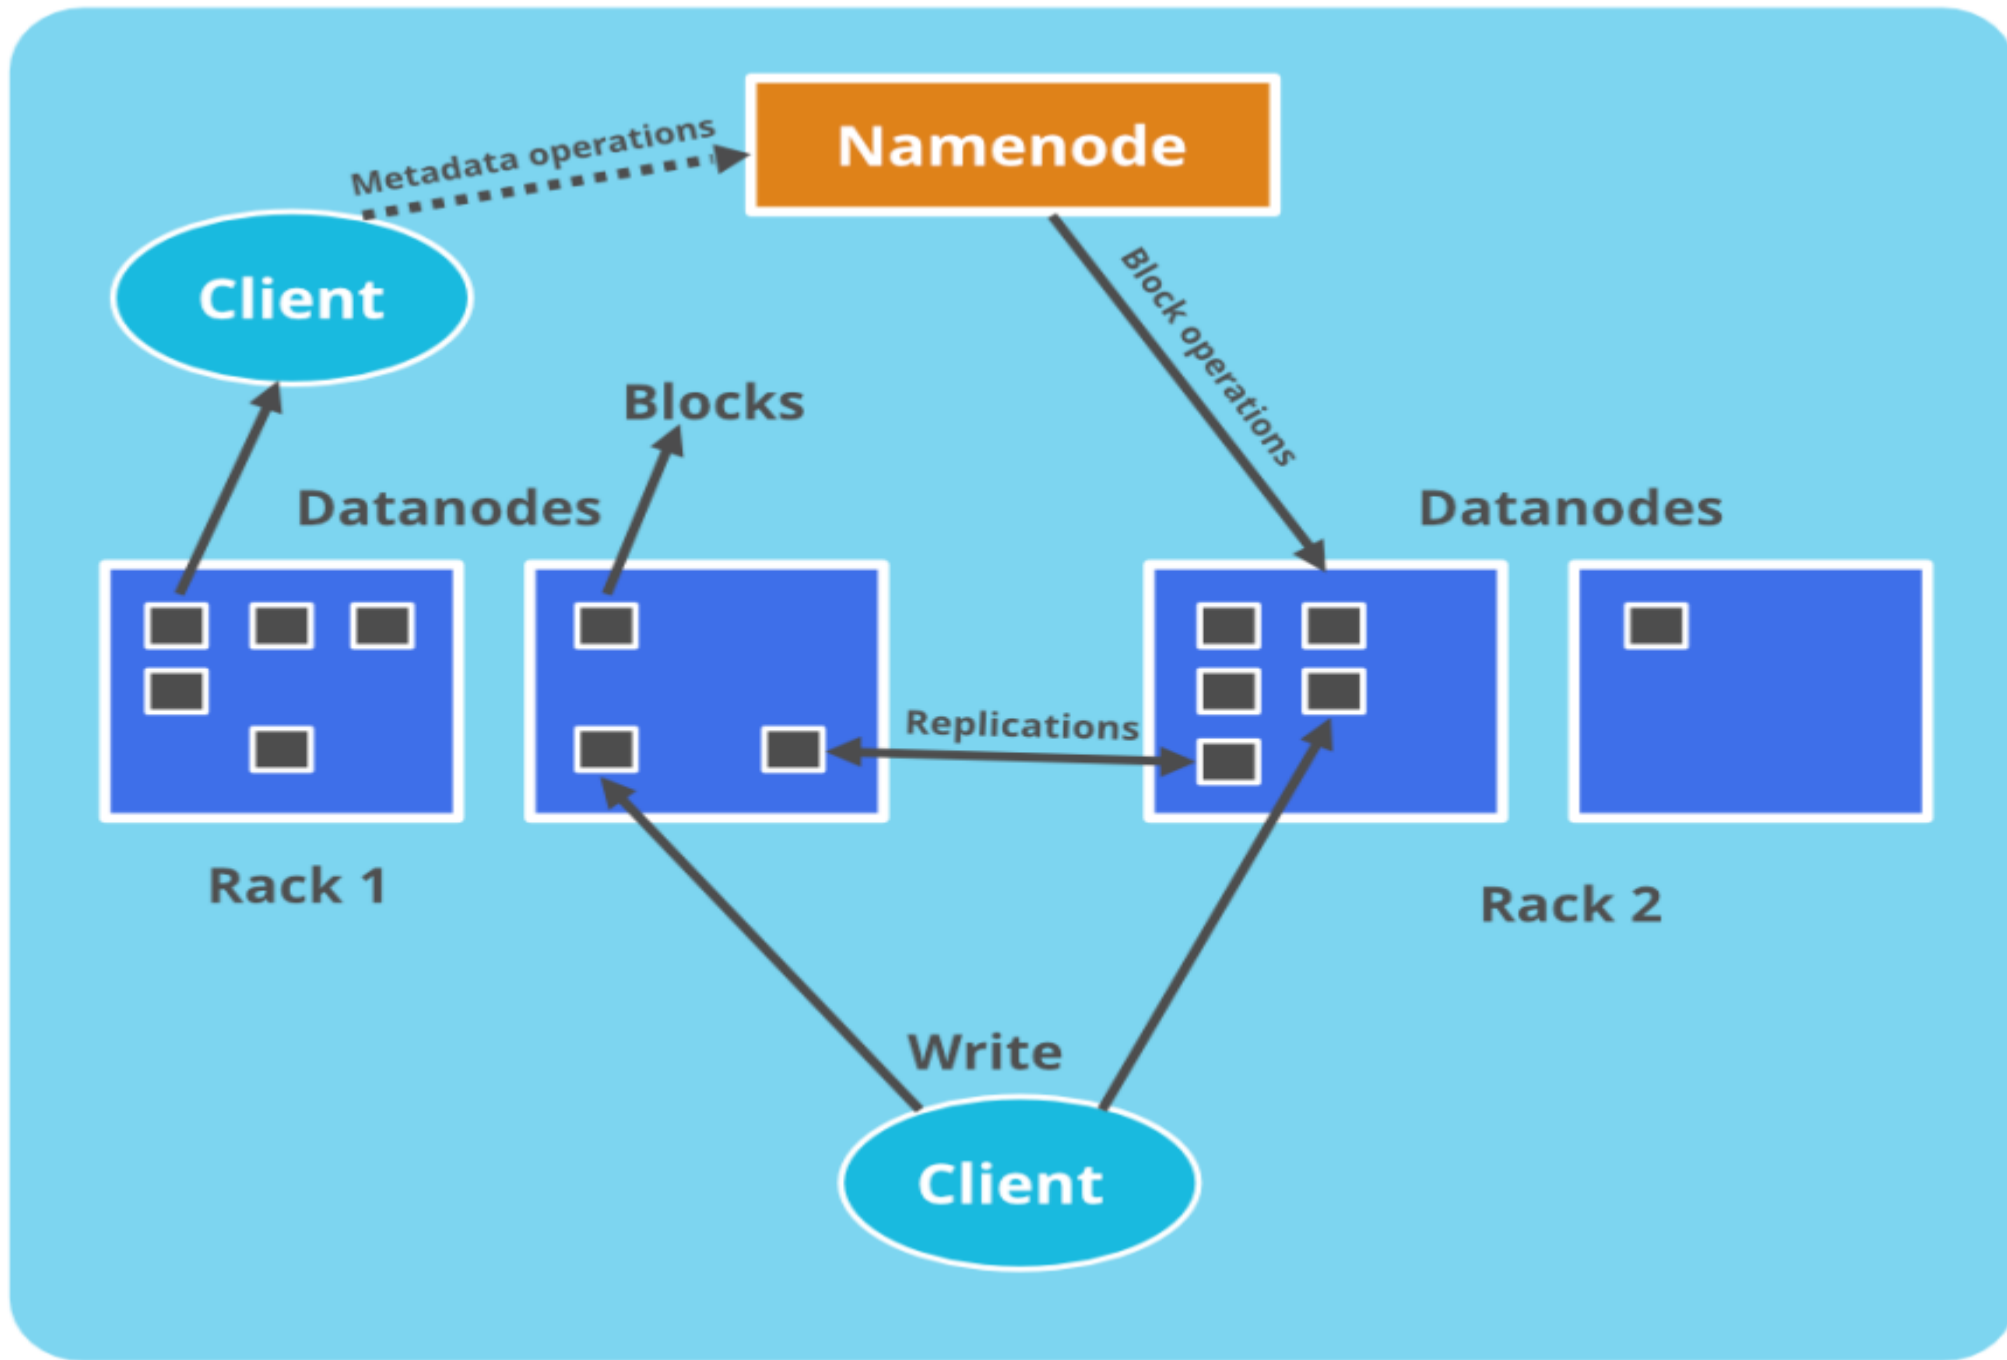 Namenode
Metadata operations
Client
Block operations
Blocks
Datanodes
Datanodes
Replications
Rack 1
Rack 2
Write
Client